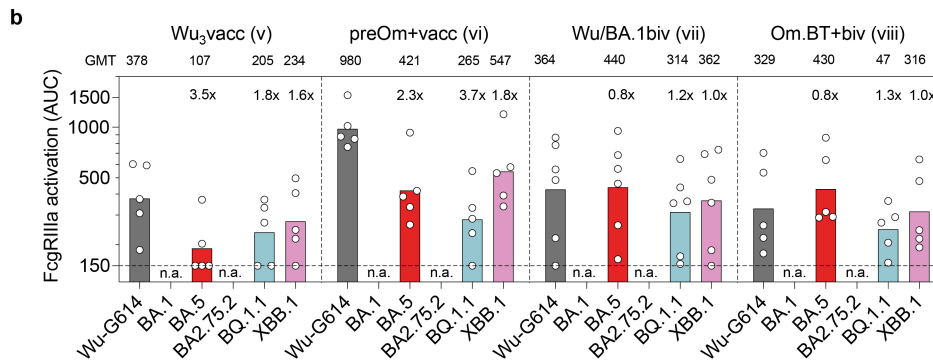 b
Wu3vacc (v) preOm+vacc (vi) Wu/BA.1biv (vii) Om.BT+biv (viii)
GMT 378 107 205 234 980 421 265 547 364 440 314 362 329 430 47 316
1500 3.5x 1.8x 1.6x 2.3x 3.7x 1.8x 0.8x 1.2x 1.0x 0.8x 1.3x 1.0x
1000
500
150
n.a. n.a. n.a. n.a. n.a. n.a. n.a. n.a.
FcgRIIIa activation (AUC)
Wu-G614 BA.1 BA.5 BA2.75.2 BQ.1.1 XBB.1 Wu-G614 BA.1 BA.5 BA2.75.2 BQ.1.1 XBB.1 Wu-G614 BA.1 BA.5 BA2.75.2 BQ.1.1 XBB.1 Wu-G614 BA.1 BA.5 BA2.75.2 BQ.1.1 XBB.1